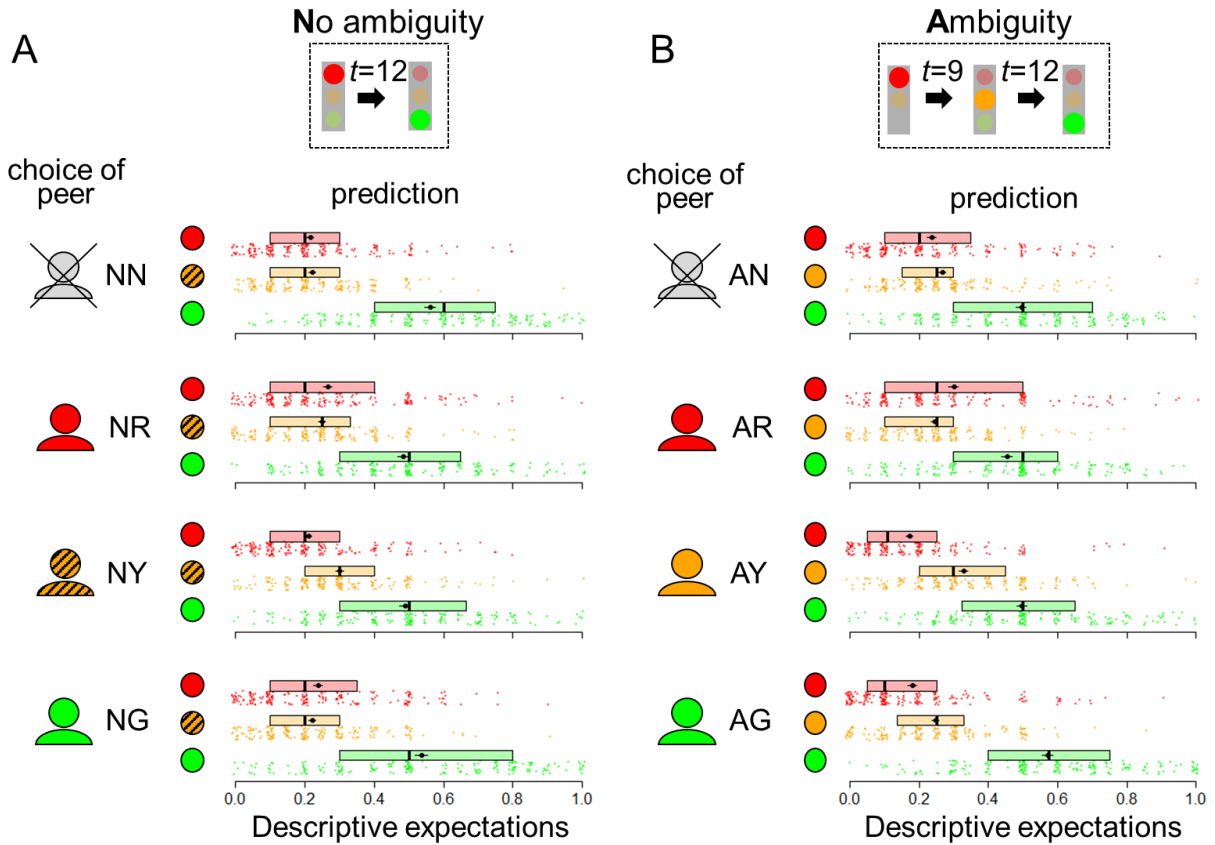 A
No ambiguity
t=12
choice of
peer
prediction
NN
NR
NY
NG
0.0 0.2 0.4 0.6 0.8 1.0
Descriptive expectations
B
Ambiguity
t=9 t=12
choice of
peer
prediction
AN
AR
AY
AG
0.0 0.2 0.4 0.6 0.8 1.0
Descriptive expectations